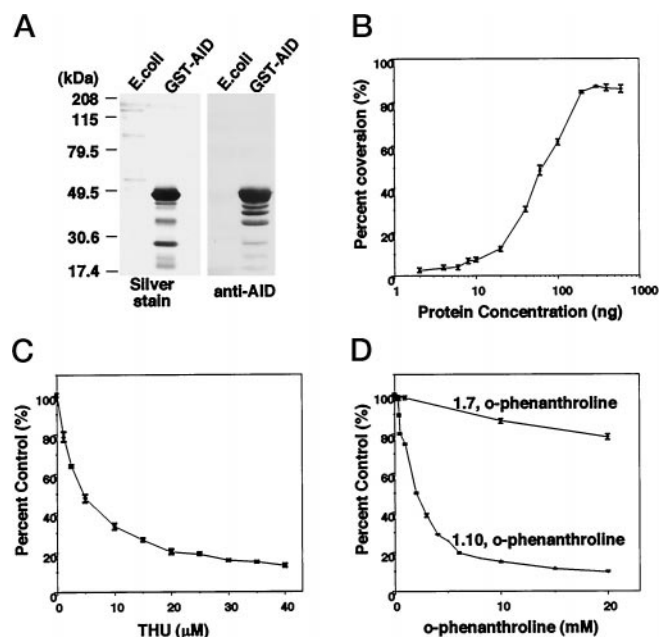 A
E.coli
GST-AID
E.coli
GST-AID
(kDa)
208
115
79.5
49.5
30.6
17.4
Silver
stain
anti-AID
B
Percent coversion (%)
100
80
60
40
20
0
1
10
100
1000
Protein Concentration (ng)
C
Percent Control (%)
100
80
60
40
20
0
0
10
20
30
40
THU (μM)
D
Percent Control (%)
100
80
60
40
20
0
1.7, o-phenanthroline
1.10, o-phenanthroline
0
10
20
o-phenanthroline (mM)